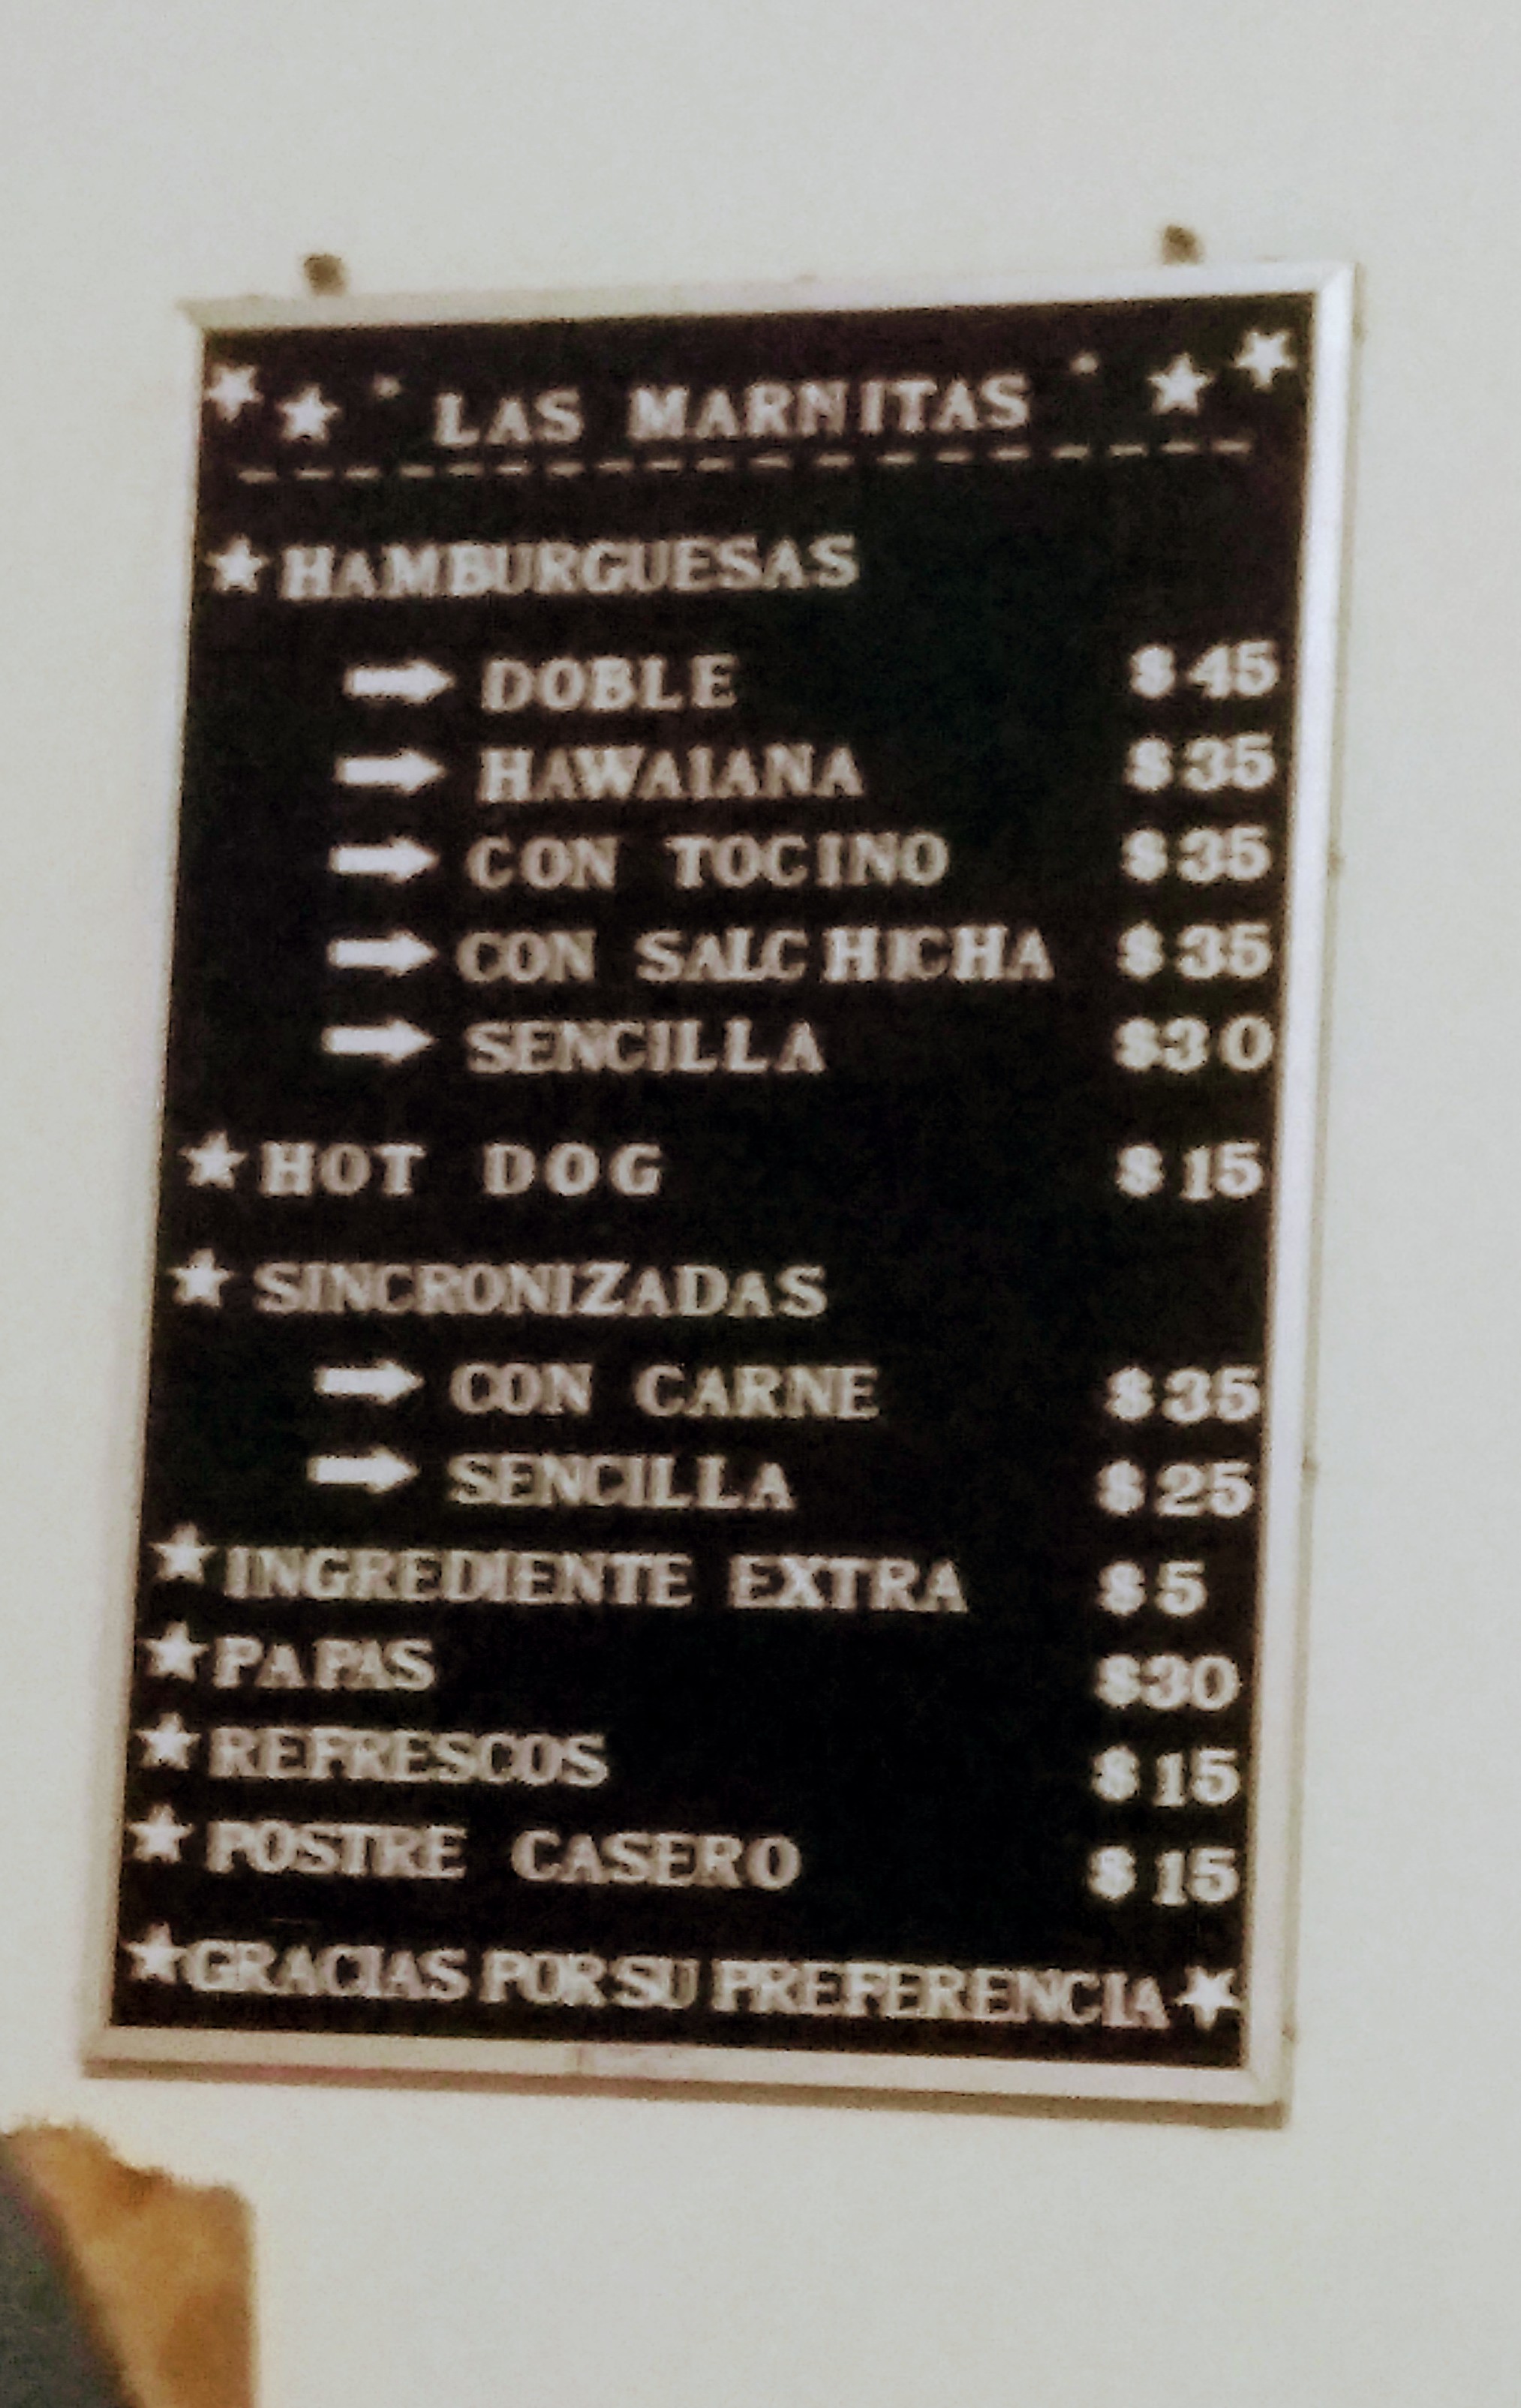 LAS MARNITAS
HAMBURGUESAS
DOBLE $45
HAWAIANA $35
CON TOCINO $35
CON SALCHICHA $35
SENCILLA $30
HOT DOG $15
SINCRONIZADAS
CON CARNE $35
SENCILLA $25
INGREDIENTE EXTRA $5
PAPAS $30
REFRESCOS $15
POSTRE CASERO $15
GRACIAS POR SU PREFERENCIA